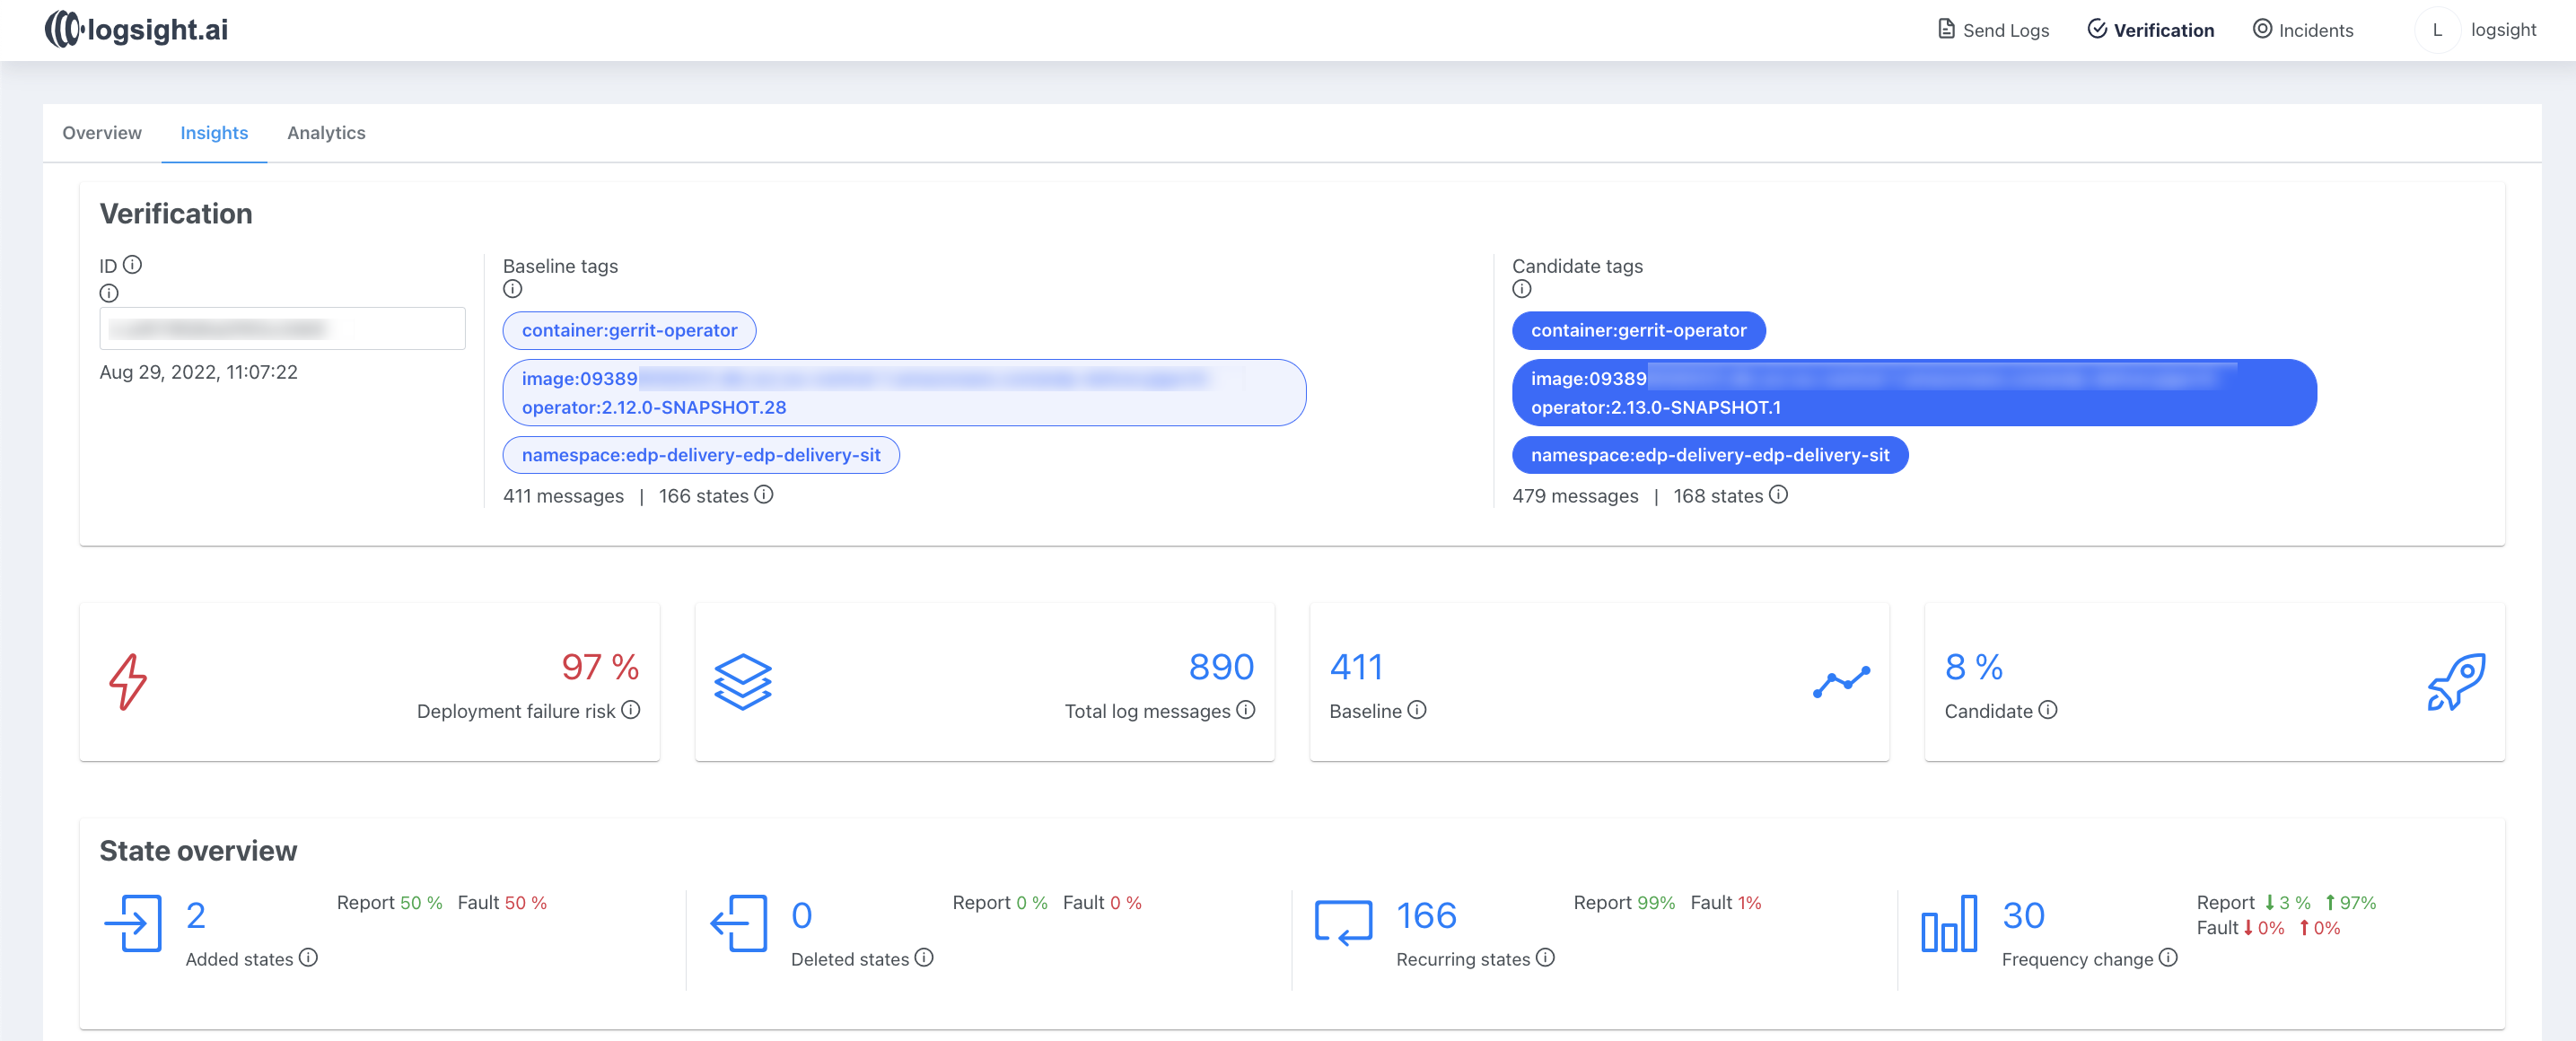 logsight.ai
Send Logs
Verification
Incidents
L
logsight
Overview
Insights
Analytics
Verification
ID
Aug 29, 2022, 11:07:22
Baseline tags
container:gerrit-operator
image:09389
operator:2.12.0-SNAPSHOT.28
namespace:edp-delivery-edp-delivery-sit
411 messages | 166 states
Candidate tags
container:gerrit-operator
image:09389
operator:2.13.0-SNAPSHOT.1
namespace:edp-delivery-edp-delivery-sit
479 messages | 168 states
97 %
Deployment failure risk
890
Total log messages
411
Baseline
8 %
Candidate
State overview
2
Added states
Report 50 % Fault 50 %
0
Deleted states
Report 0 % Fault 0 %
166
Recurring states
Report 99% Fault 1%
30
Frequency change
Report ↓ 3 % ↑ 97%
Fault ↓ 0% ↑ 0%